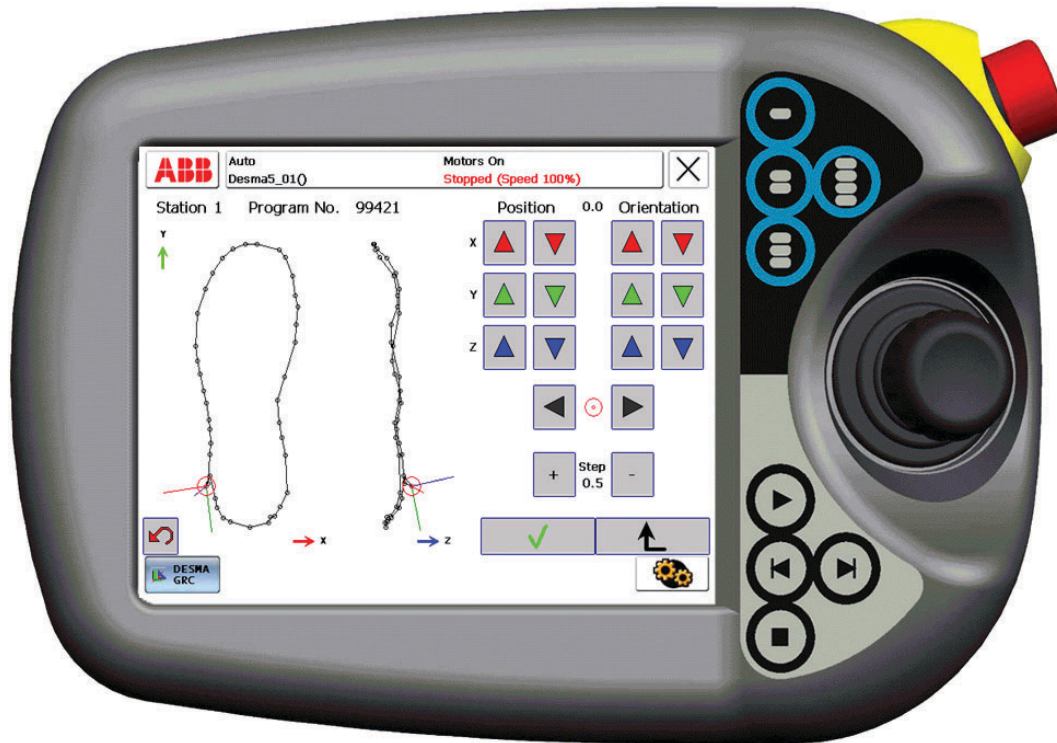 ABB
Auto
Motors On
Desma5_01()
Stopped (Speed 100%)
Station 1 Program No. 99421
Position 0.0 Orientation
Y
X
Y
Z
+ Step -
0.5
X
Z
DESMA
GRC